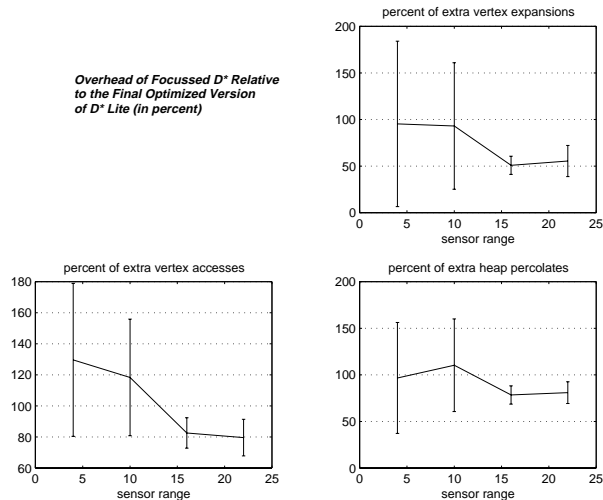 percent of extra vertex expansions
Overhead of Focussed D* Relative
to the Final Optimized Version
of D* Lite (in percent)
200
150
100
50
0
0 5 10 15 20 25
sensor range
percent of extra vertex accesses
180
160
140
120
100
80
60
0 5 10 15 20 25
sensor range
percent of extra heap percolates
200
150
100
50
0
0 5 10 15 20 25
sensor range